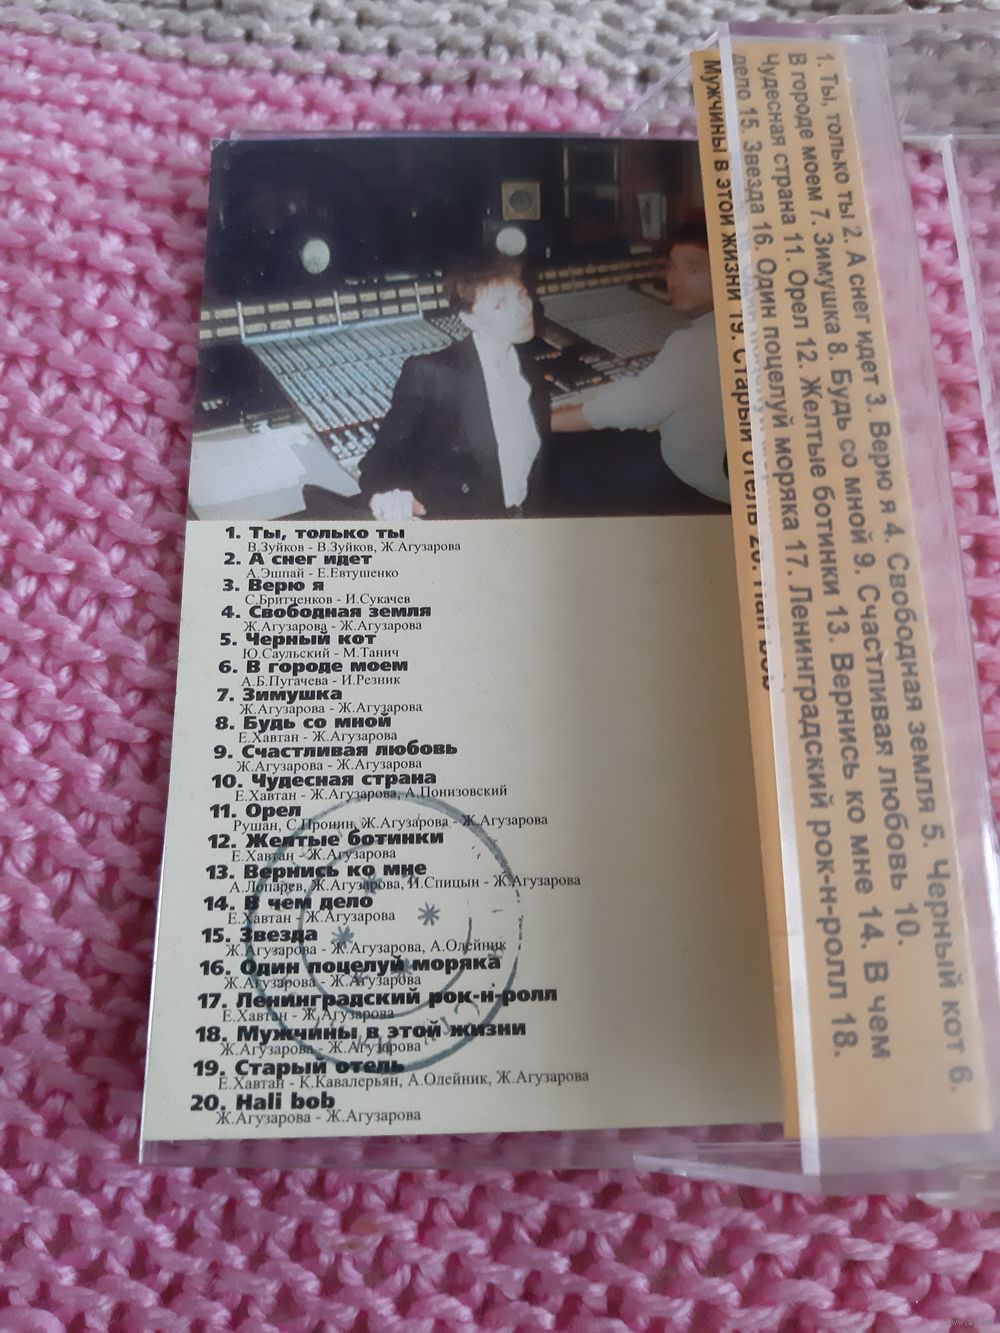 1. Ты, только ты
В.Зуйков - В.Зуйков, Ж.Агузарова
2. А снег идет
А.Эшпай - Е.Евтушенко
3. Верю я
С.Бритченков - И.Сукачев
4. Свободная земля
Ж.Агузарова - Ж.Агузарова
5. Черный кот
Ю.Саульский - М.Танич
6. В городе моем
А.Б.Пугачева - И.Резник
7. Зимушка
Ж.Агузарова - Ж.Агузарова
8. Будь со мной
Е.Хавтан - Ж.Агузарова
9. Счастливая любовь
Ж.Агузарова - Ж.Агузарова
10. Чудесная страна
Е.Хавтан - Ж.Агузарова, А.Понизовский
11. Орел
Рушан, С.Пронин, Ж.Агузарова - Ж.Агузарова
12. Желтые ботинки
Е.Хавтан - Ж.Агузарова
13. Вернись ко мне
А.Лопарев, Ж.Агузарова, И.Спицын - Ж.Агузарова
14. В чем дело
Е.Хавтан - Ж.Агузарова
15. Звезда
Ж.Агузарова - Ж.Агузарова, А.Олейник
16. Один поцелуй моряка
Ж.Агузарова - Ж.Агузарова
17. Ленинградский рок-н-ролл
Е.Хавтан - Ж.Агузарова
18. Мужчины в этой жизни
Ж.Агузарова - Ж.Агузарова
19. Старый отель
Е.Хавтан - К.Кавалерьян, А.Олейник, Ж.Агузарова
20. Hali bob
Ж.Агузарова - Ж.Агузарова
1. Ты, только ты 2. А снег идет 3. Верю я 4. Свободная земля 5. Черный кот 6.
В городе моем 7. Зимушка 8. Будь со мной 9. Счастливая любовь 10.
Чудесная страна 11. Орел 12. Желтые ботинки 13. Вернись ко мне 14. В чем
дело 15. Звезда 16. Один поцелуй моряка 17. Ленинградский рок-н-ролл 18.
Мужчины в этой жизни 19. Старый отель 20. Hali bob